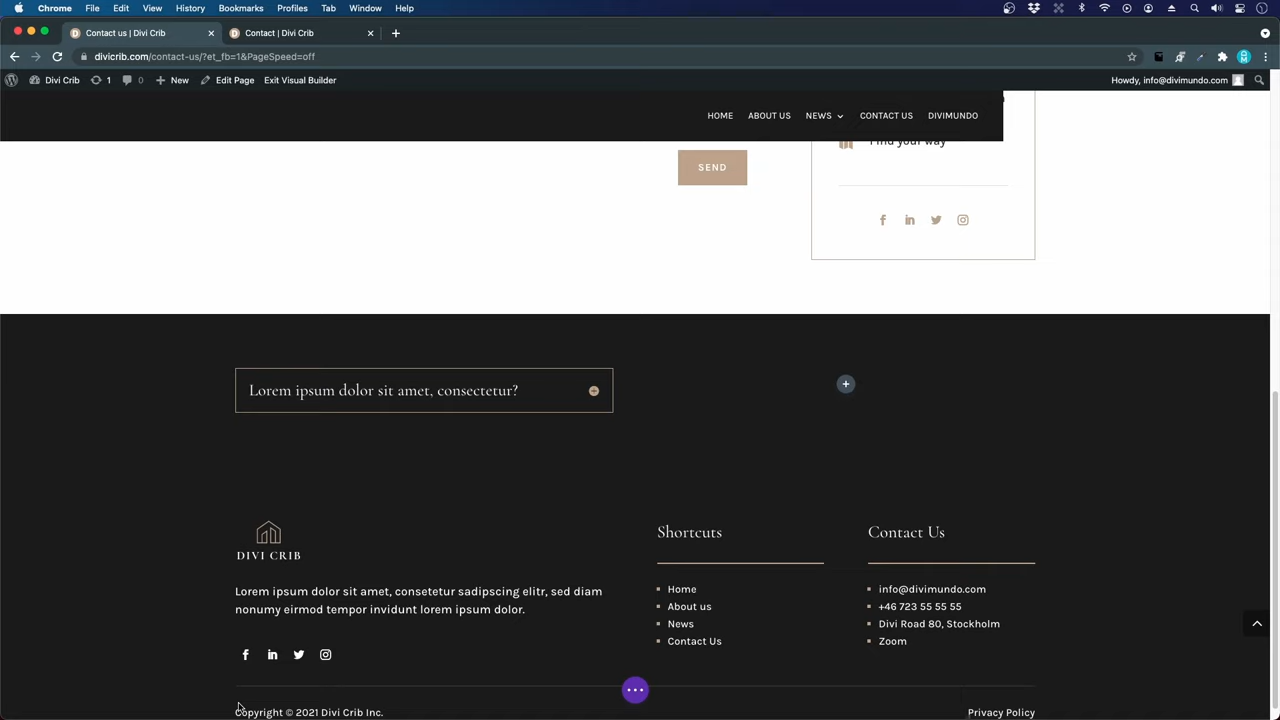 Chrome File Edit View History Bookmarks Profiles Tab Window Help
Contact us | Divi Crib
Contact | Divi Crib
divicrib.com/contact-us/?et_fb=1&PageSpeed=off
Divi Crib 1 0 New Edit Page Exit Visual Builder Howdy, info@divimundo.com
HOME ABOUT US NEWS CONTACT US DIVIMUNDO
Find your way
SEND
Lorem ipsum dolor sit amet, consectetur?
DIVI CRIB
Lorem ipsum dolor sit amet, consetetur sadipscing elitr, sed diam
nonumy eirmod tempor invidunt lorem ipsum dolor.
Shortcuts
Home
About us
News
Contact Us
Contact Us
info@divimundo.com
+46 723 55 55 55
Divi Road 80, Stockholm
Zoom
Copyright © 2021 Divi Crib Inc.
Privacy Policy